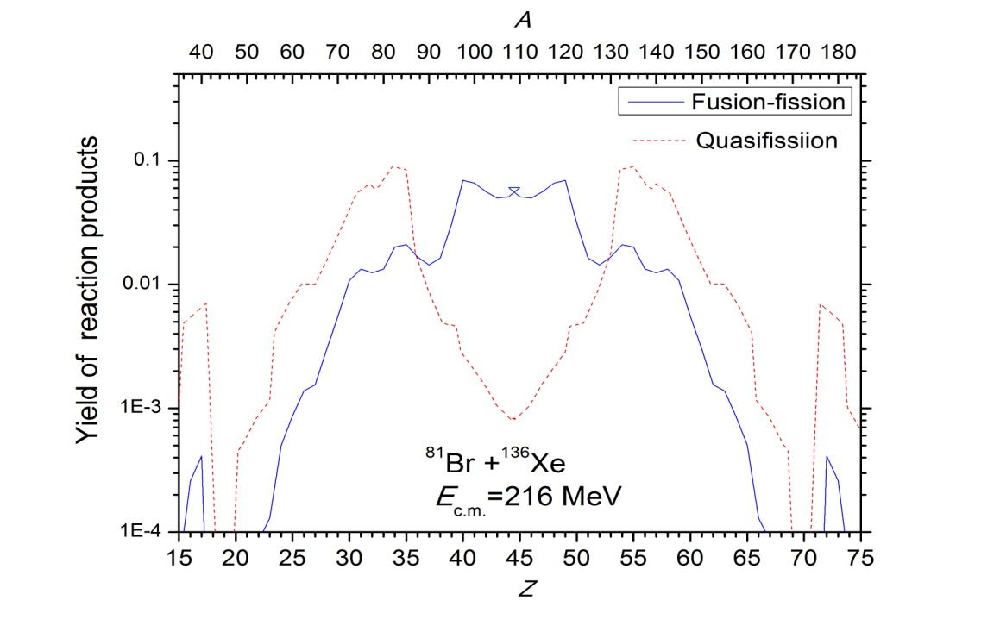 A
40 50 60 70 80 90 100 110 120 130 140 150 160 170 180
Fusion-fission
Quasifissiion
Yield of reaction products
0.1
0.01
1E-3
1E-4
81Br +136Xe
Ec.m.=216 MeV
15 20 25 30 35 40 45 50 55 60 65 70 75
Z